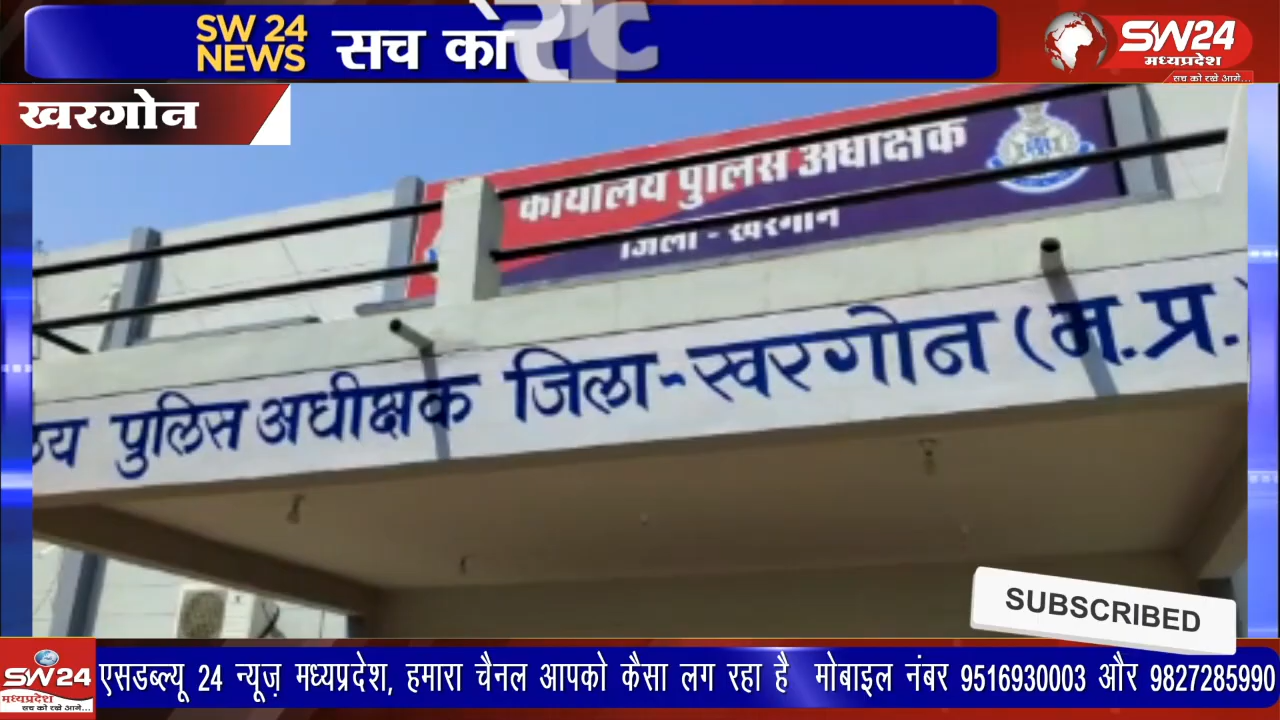 SW 24
NEWS
सच को
SW24
मध्यप्रदेश
सच को रखे आगे...
खरगोन
कार्यालय पुलिस अधीक्षक
जिला - खरगोन
पुलिस अधीक्षक जिला-खरगोन (म.प्र.)
SUBSCRIBED
SW24
मध्यप्रदेश
सच को रखे आगे...
एसडब्ल्यू 24 न्यूज़ मध्यप्रदेश, हमारा चैनल आपको कैसा लग रहा है मोबाइल नंबर 9516930003 और 9827285990